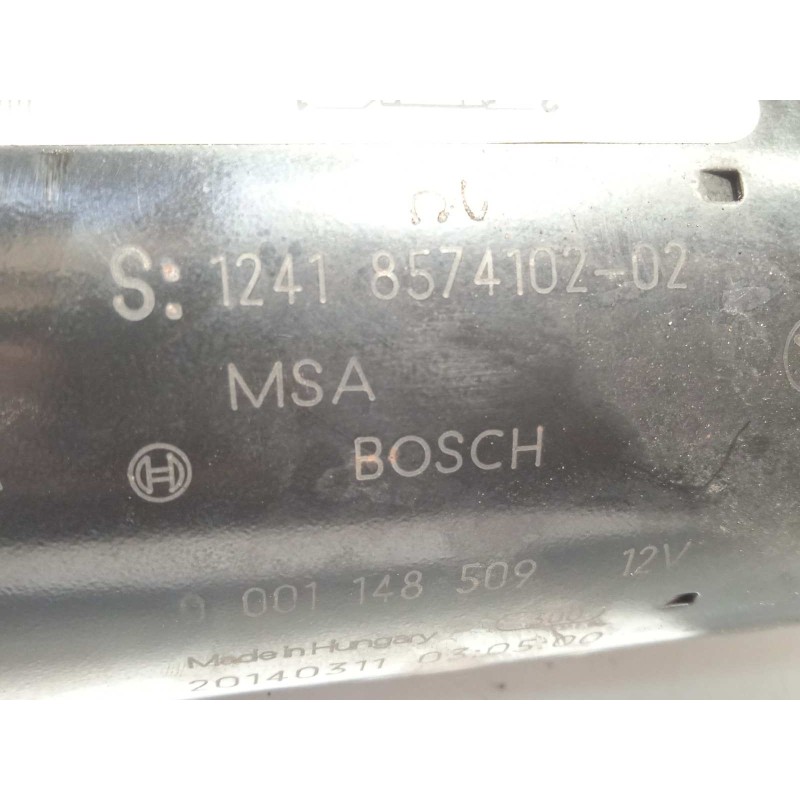 S: 1241 8574102-02
MSA
BOSCH
0 001 148 509 12V
Made in Hungary
20140311 03:05:00